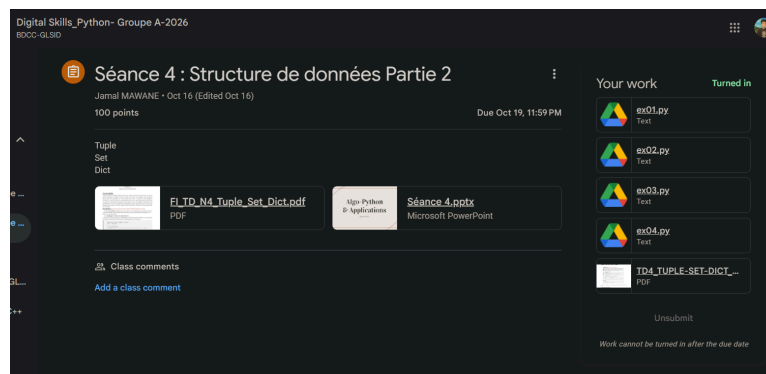 Digital Skills_Python- Groupe A-2026
BDCC-GLSID
Séance 4 : Structure de données Partie 2
Jamal MAWANE • Oct 16 (Edited Oct 16)
100 points
Due Oct 19, 11:59 PM
Tuple
Set
Dict
FI_TD_N4_Tuple_Set_Dict.pdf
PDF
Algo-Python
& Applications
Séance 4.pptx
Microsoft PowerPoint
Class comments
Add a class comment
e ...
e ...
GL...
C++
Your work
Turned in
ex01.py
Text
ex02.py
Text
ex03.py
Text
ex04.py
Text
TD4_TUPLE-SET-DICT_...
PDF
Unsubmit
Work cannot be turned in after the due date